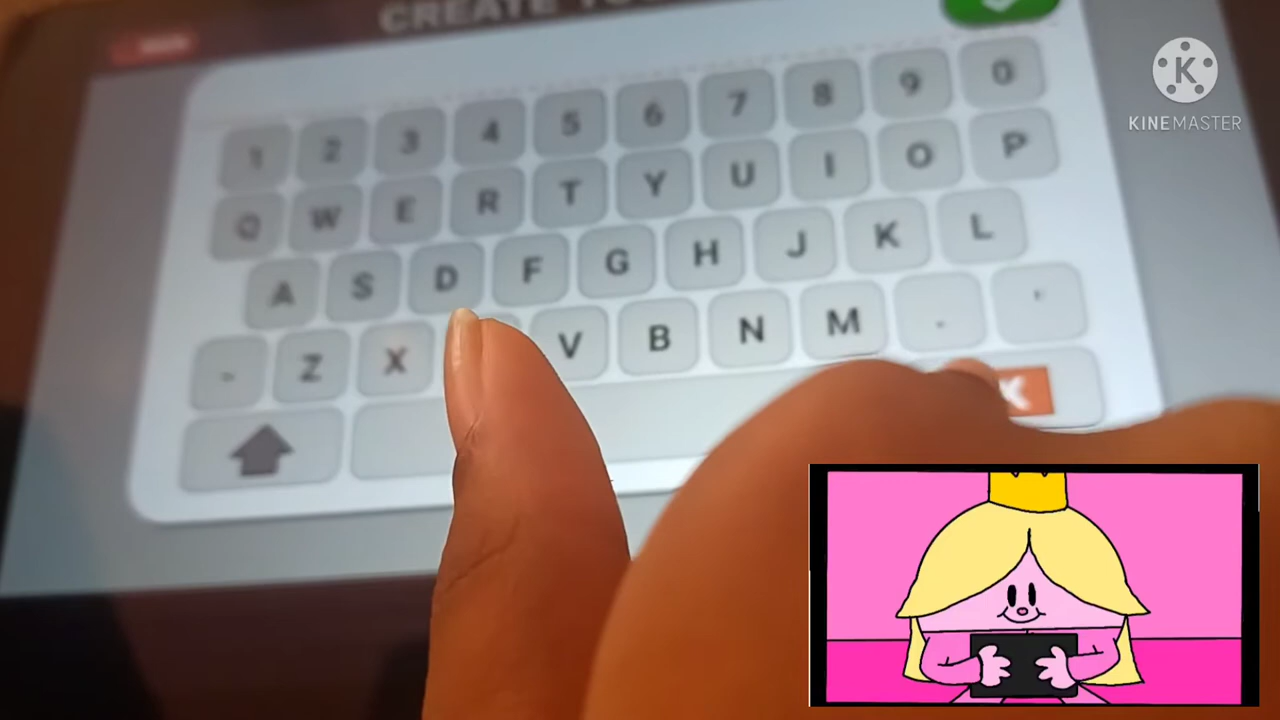 CREATE
1 2 3 4 5 6 7 8 9 0
Q W E R T Y U I O P
A S D F G H J K L
- Z X V B N M . '
KINEMASTER